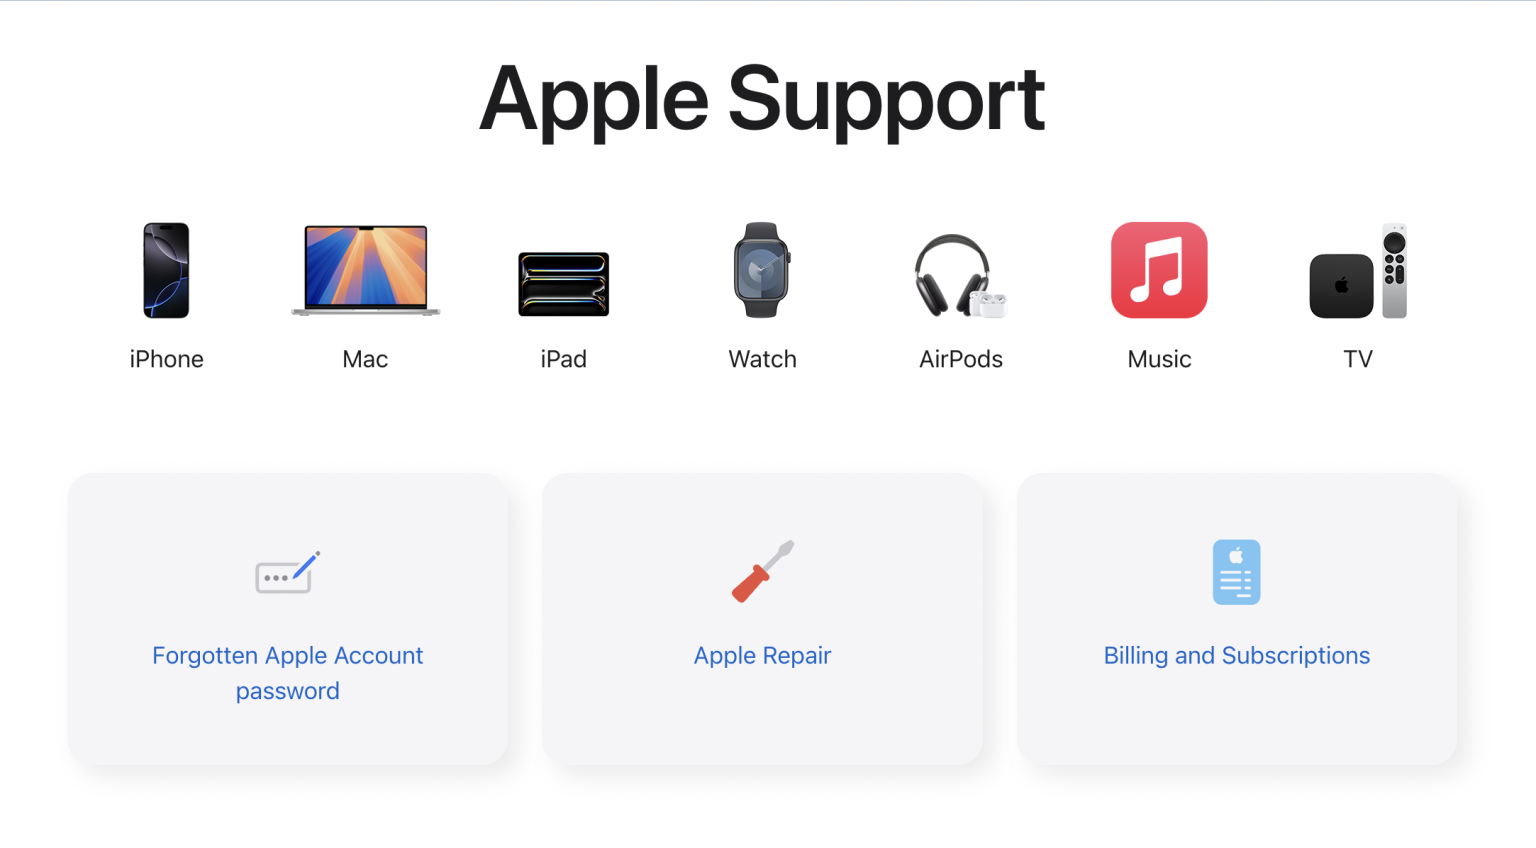 Apple Support
iPhone
Mac
iPad
Watch
AirPods
Music
TV
Forgotten Apple Account
password
Apple Repair
Billing and Subscriptions